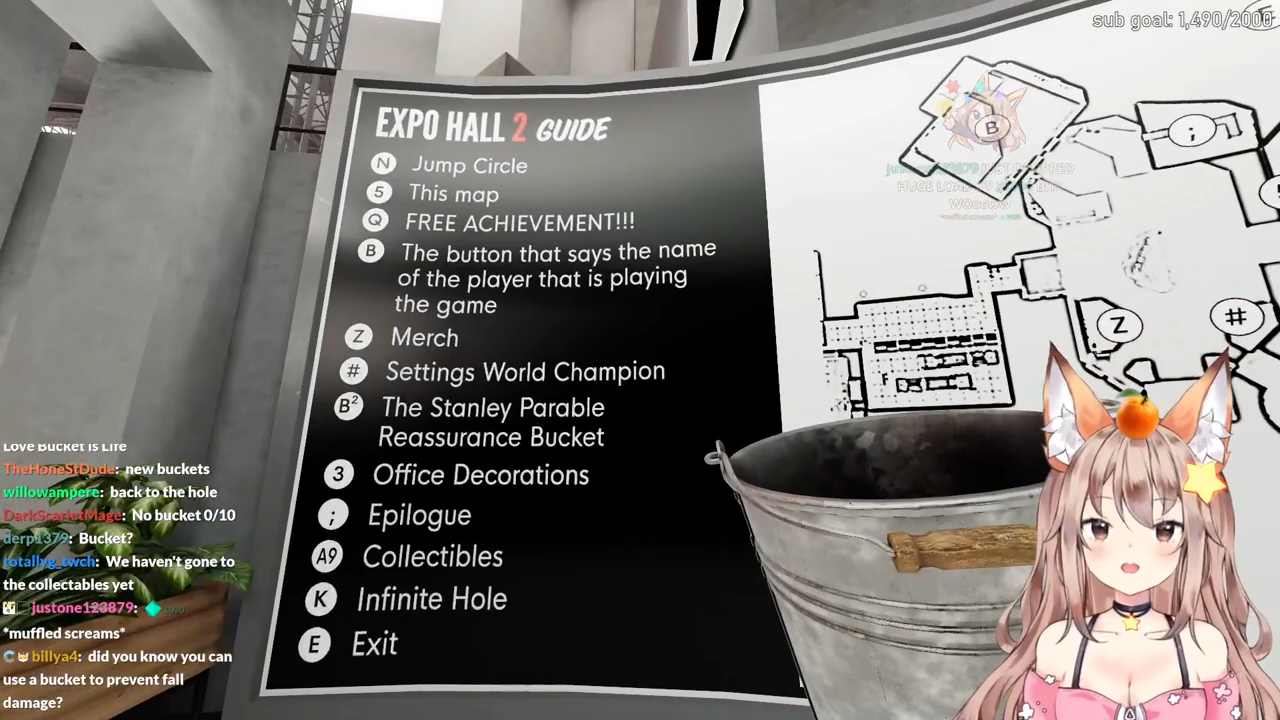 sub goal: 1,490/2000
EXPO HALL 2 GUIDE
N Jump Circle
5 This map
Q FREE ACHIEVEMENT!!!
B The button that says the name
of the player that is playing
the game
Z Merch
# Settings World Champion
B² The Stanley Parable
Reassurance Bucket
3 Office Decorations
; Epilogue
A9 Collectibles
K Infinite Hole
E Exit
B
;
Z
#
HUGE LOAD
WOooOW
Love Bucket is Life
TheHoneStDude: new buckets
willowampere: back to the hole
DarkScarletMage: No bucket 0/10
derp1379: Bucket?
totallyg_twch: We haven't gone to
the collectables yet
justone123879:
*muffled screams*
billya4: did you know you can
use a bucket to prevent fall
damage?